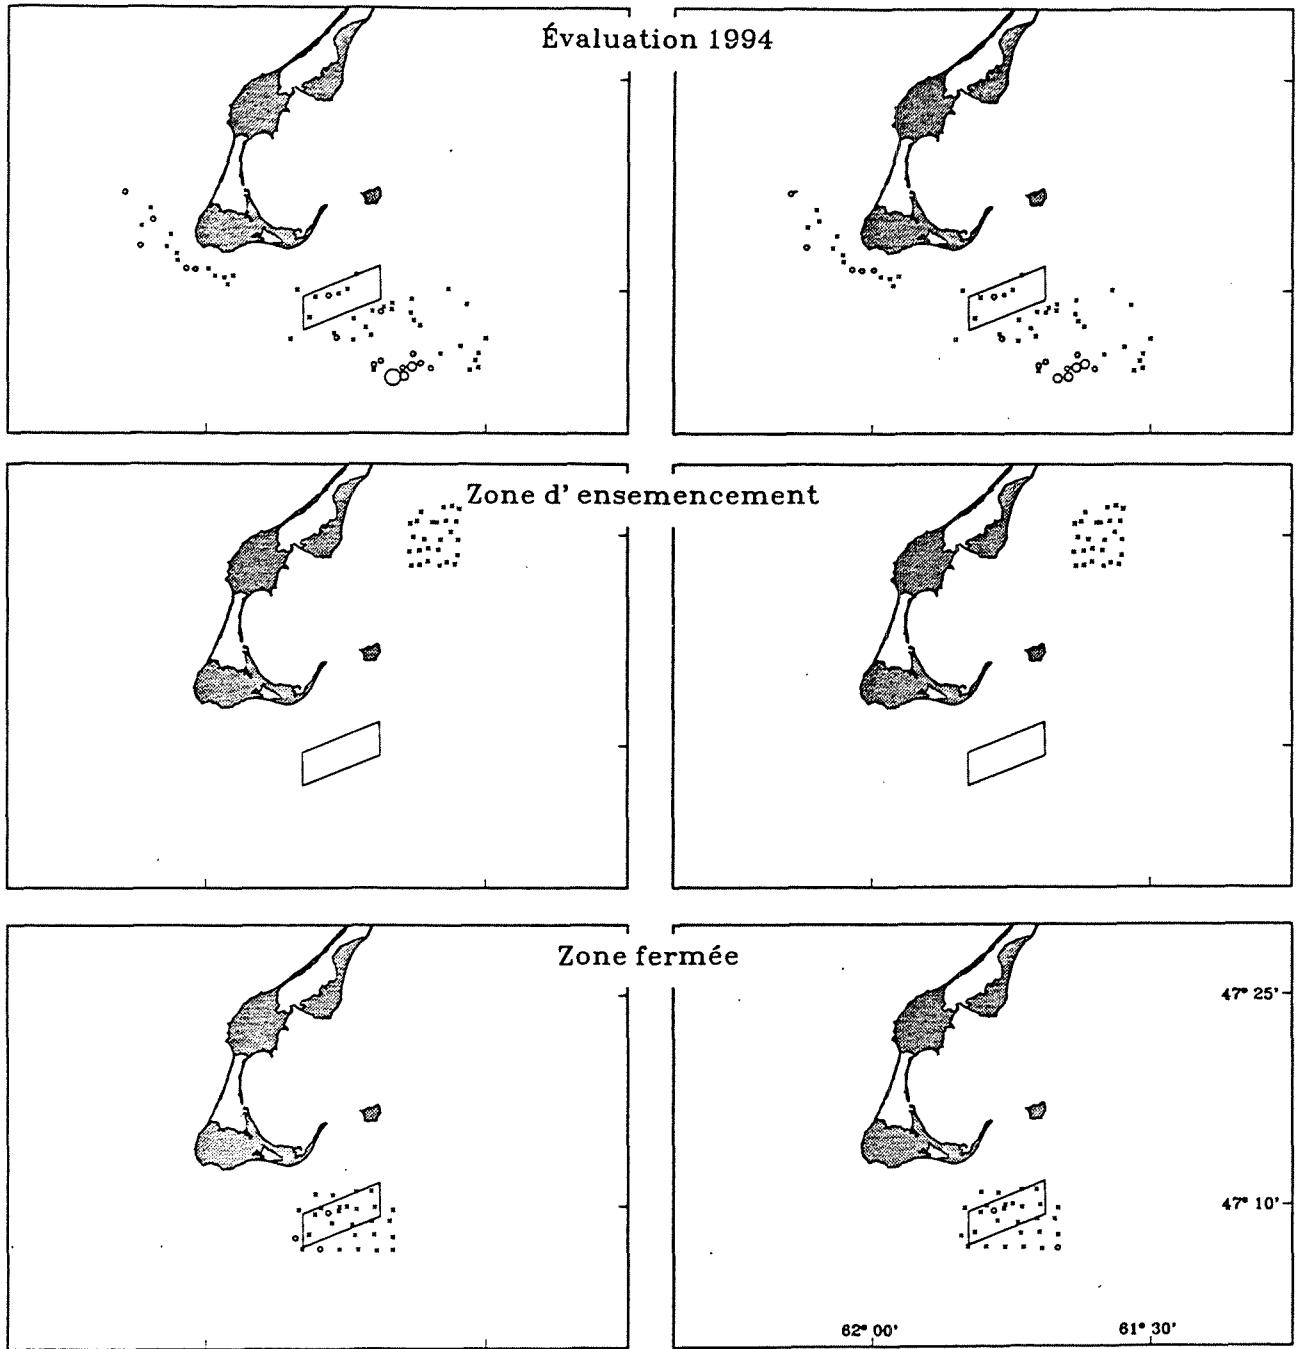 Évaluation 1994
Zone d' ensemencement
Zone fermée
47° 25'
47° 10'
62° 00'
61° 30'